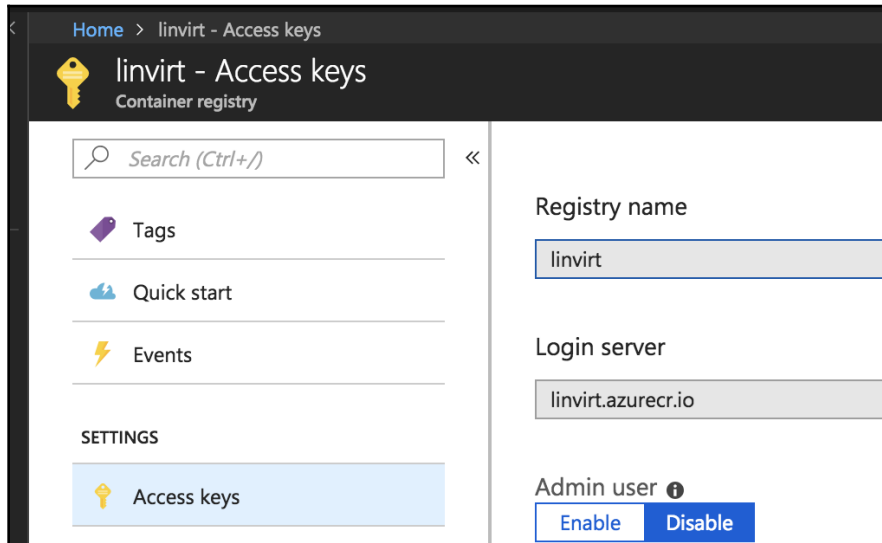 Home > linvirt - Access keys
linvirt - Access keys
Container registry
Search (Ctrl+/)
«
Tags
Quick start
Events
SETTINGS
Access keys
Registry name
linvirt
Login server
linvirt.azurecr.io
Admin user
Enable Disable